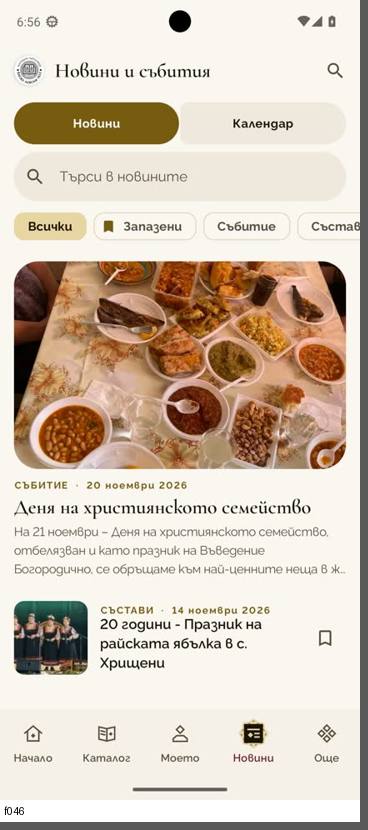 6:56
Новини и събития
Новини
Календар
Търси в новините
Всички
Запазени
Събитие
Състав
СЪБИТИЕ · 20 ноември 2026
Деня на християнското семейство
На 21 ноември – Деня на християнското семейство,
отбелязван и като празник на Въведение
Богородично, се обръщаме към най-ценните неща в ж..
СЪСТАВИ · 14 ноември 2026
20 години - Празник на
райската ябълка в с.
Хрищени
Начало
Каталог
Моето
Новини
Още
f046